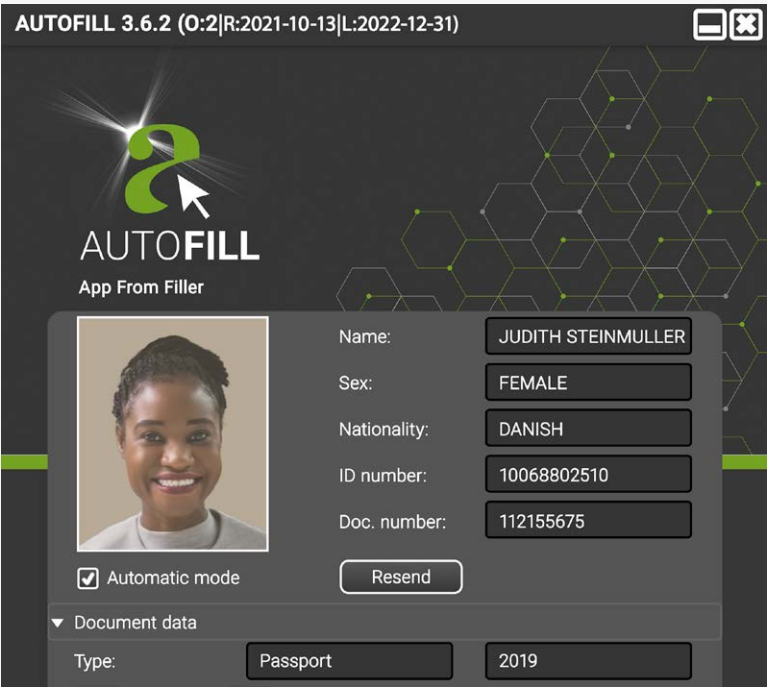 AUTOFILL 3.6.2 (O:2|R:2021-10-13|L:2022-12-31)
AUTOFILL
App From Filler
Name: JUDITH STEINMULLER
Sex: FEMALE
Nationality: DANISH
ID number: 10068802510
Doc. number: 112155675
Automatic mode Resend
Document data
Type: Passport 2019